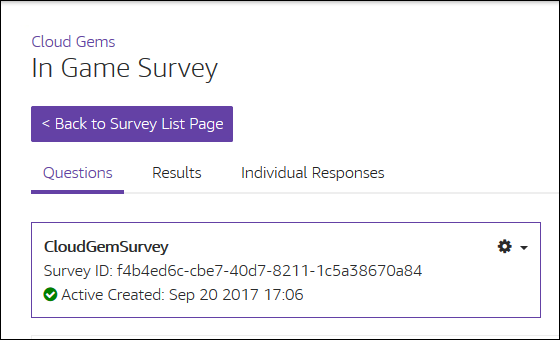 Cloud Gems
In Game Survey
< Back to Survey List Page
Questions Results Individual Responses
CloudGemSurvey
Survey ID: f4b4ed6c-cbe7-40d7-8211-1c5a38670a84
Active Created: Sep 20 2017 17:06